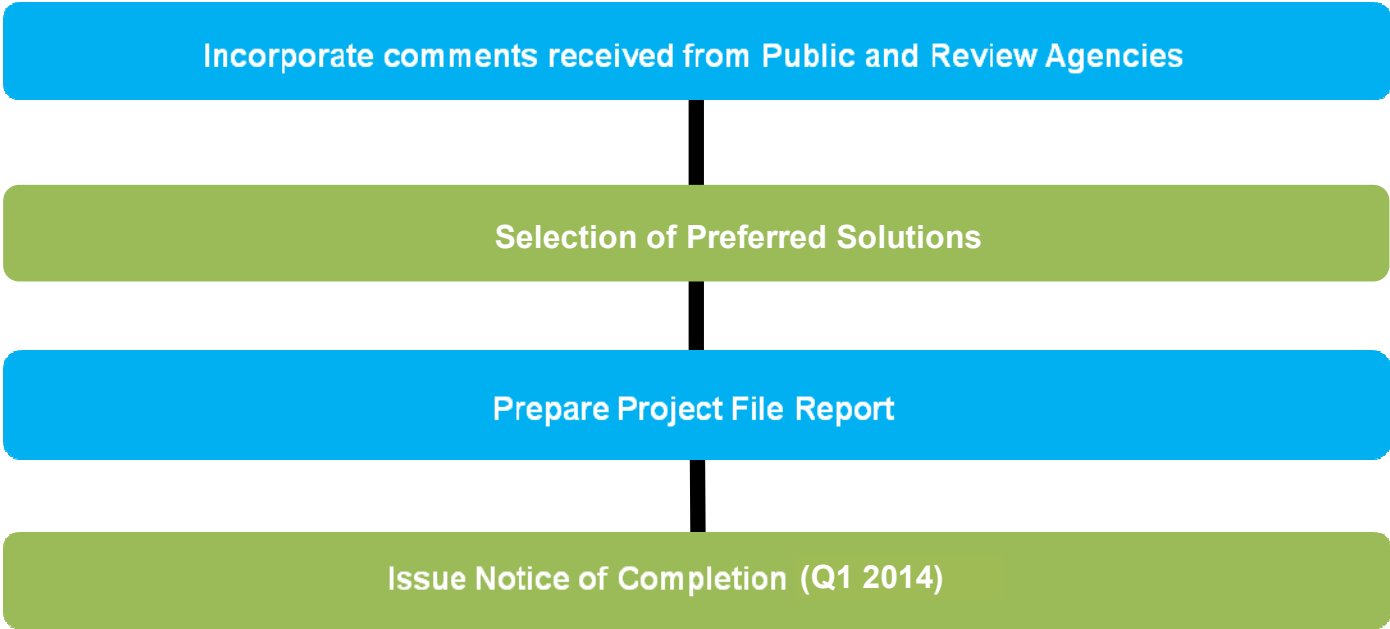 Incorporate comments received from Public and Review Agencies
Selection of Preferred Solutions
Prepare Project File Report
Issue Notice of Completion (Q1 2014)